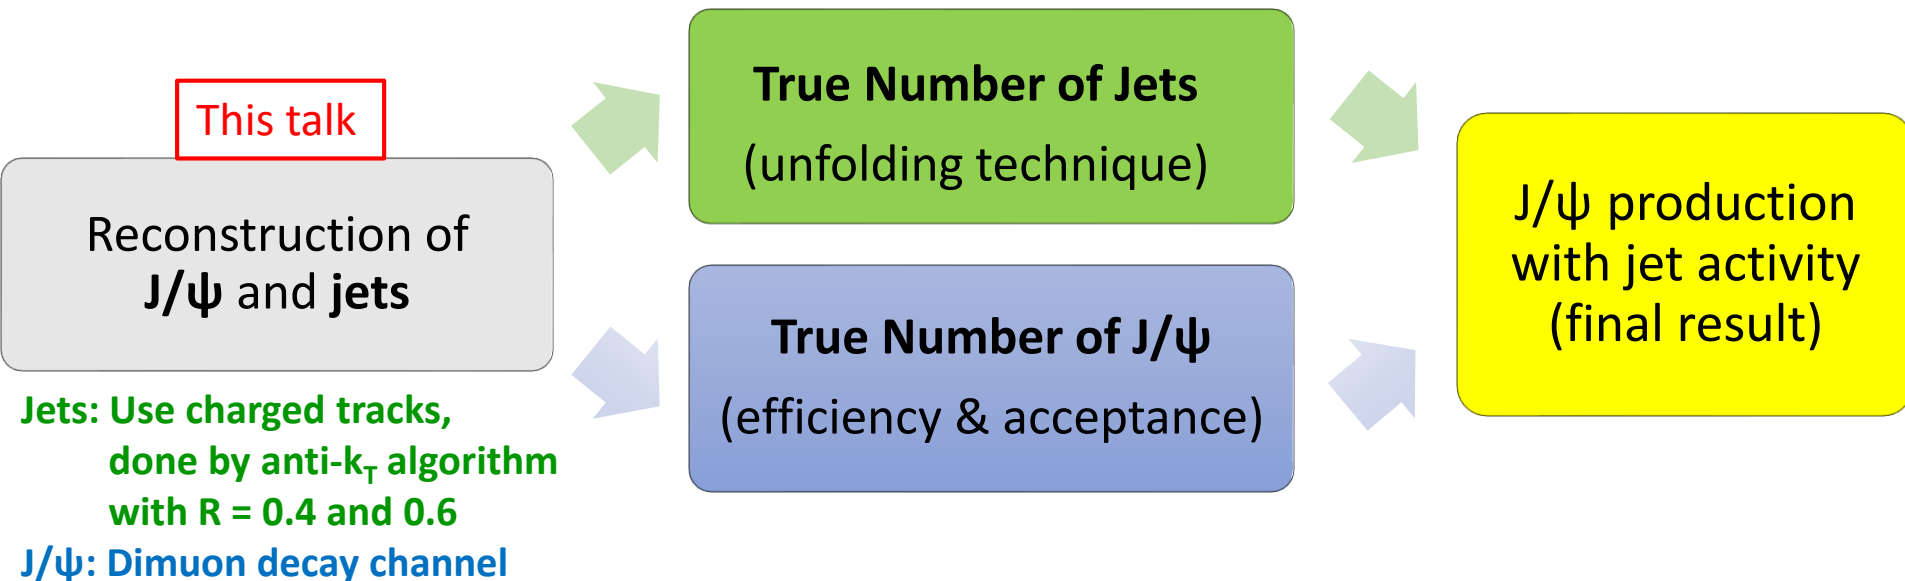 This talk
Reconstruction of
J/ψ and jets
Jets: Use charged tracks,
done by anti-k_T algorithm
with R = 0.4 and 0.6
J/ψ: Dimuon decay channel
True Number of Jets
(unfolding technique)
True Number of J/ψ
(efficiency & acceptance)
J/ψ production
with jet activity
(final result)